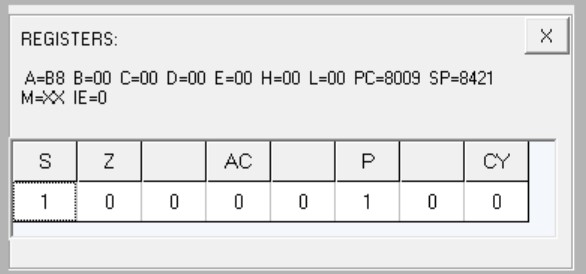 REGISTERS:
X
A=B8 B=00 C=00 D=00 E=00 H=00 L=00 PC=8009 SP=8421
M=XX IE=0
S Z AC P CY
1 0 0 0 0 1 0 0